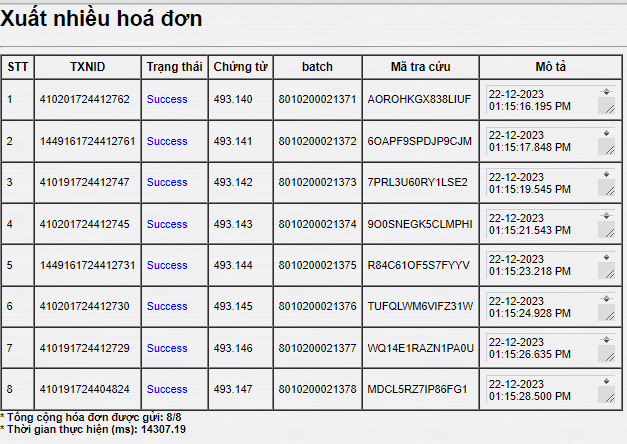 Xuất nhiều hoá đơn
STT TXNID Trạng thái Chứng từ batch Mã tra cứu Mô tả
1 410201724412762 Success 493.140 8010200021371 AOROHKGX838LIUF 22-12-2023
01:15:16.195 PM
2 1449161724412761 Success 493.141 8010200021372 6OAPF9SPDJP9CJM 22-12-2023
01:15:17.848 PM
3 410191724412747 Success 493.142 8010200021373 7PRL3U60RY1LSE2 22-12-2023
01:15:19.545 PM
4 410201724412745 Success 493.143 8010200021374 9O0SNEGK5CLMPHI 22-12-2023
01:15:21.543 PM
5 1449161724412731 Success 493.144 8010200021375 R84C61OF5S7FYYV 22-12-2023
01:15:23.218 PM
6 410201724412730 Success 493.145 8010200021376 TUFQLWM6VIFZ31W 22-12-2023
01:15:24.928 PM
7 410191724412729 Success 493.146 8010200021377 WQ14E1RAZN1PA0U 22-12-2023
01:15:26.635 PM
8 410191724404824 Success 493.147 8010200021378 MDCL5RZ7IP86FG1 22-12-2023
01:15:28.500 PM
* Tổng cộng hóa đơn được gửi: 8/8
* Thời gian thực hiện (ms): 14307.19